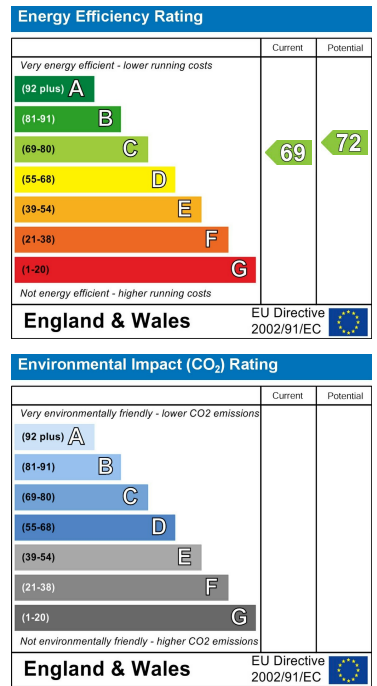 Energy Efficiency Rating
Current Potential
Very energy efficient - lower running costs
(92 plus) A
(81-91) B
(69-80) C
69 72
(55-68) D
(39-54) E
(21-38) F
(1-20) G
Not energy efficient - higher running costs
England & Wales
EU Directive
2002/91/EC
Environmental Impact (CO₂) Rating
Current Potential
Very environmentally friendly - lower CO2 emissions
(92 plus) A
(81-91) B
(69-80) C
(55-68) D
(39-54) E
(21-38) F
(1-20) G
Not environmentally friendly - higher CO2 emissions
England & Wales
EU Directive
2002/91/EC